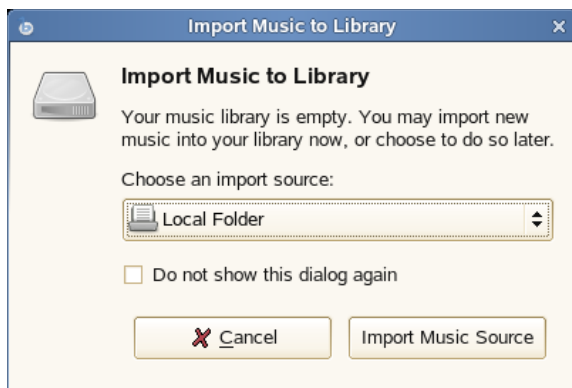 Import Music to Library
Import Music to Library
Your music library is empty. You may import new
music into your library now, or choose to do so later.
Choose an import source:
Local Folder
Do not show this dialog again
Cancel
Import Music Source